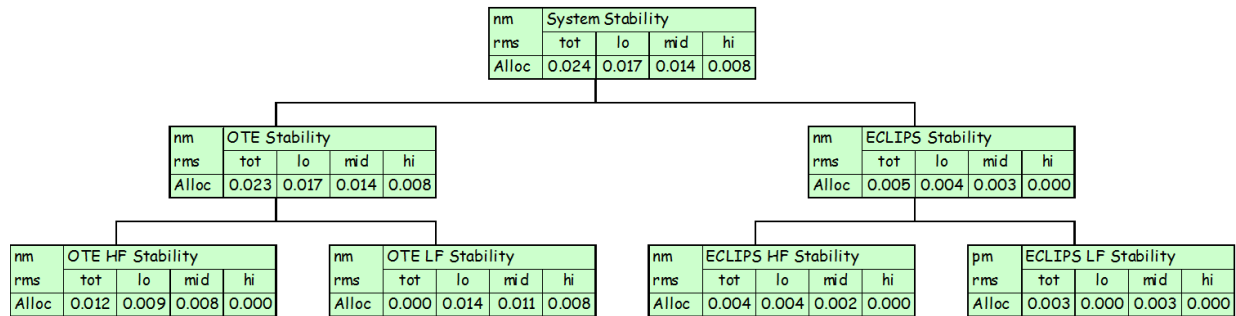 nm System Stability
rms tot lo mid hi
Alloc 0.024 0.017 0.014 0.008
nm OTE Stability
rms tot lo mid hi
Alloc 0.023 0.017 0.014 0.008
nm ECLIPS Stability
rms tot lo mid hi
Alloc 0.005 0.004 0.003 0.000
nm OTE HF Stability
rms tot lo mid hi
Alloc 0.012 0.009 0.008 0.000
nm OTE LF Stability
rms tot lo mid hi
Alloc 0.000 0.014 0.011 0.008
nm ECLIPS HF Stability
rms tot lo mid hi
Alloc 0.004 0.004 0.002 0.000
pm ECLIPS LF Stability
rms tot lo mid hi
Alloc 0.003 0.000 0.003 0.000